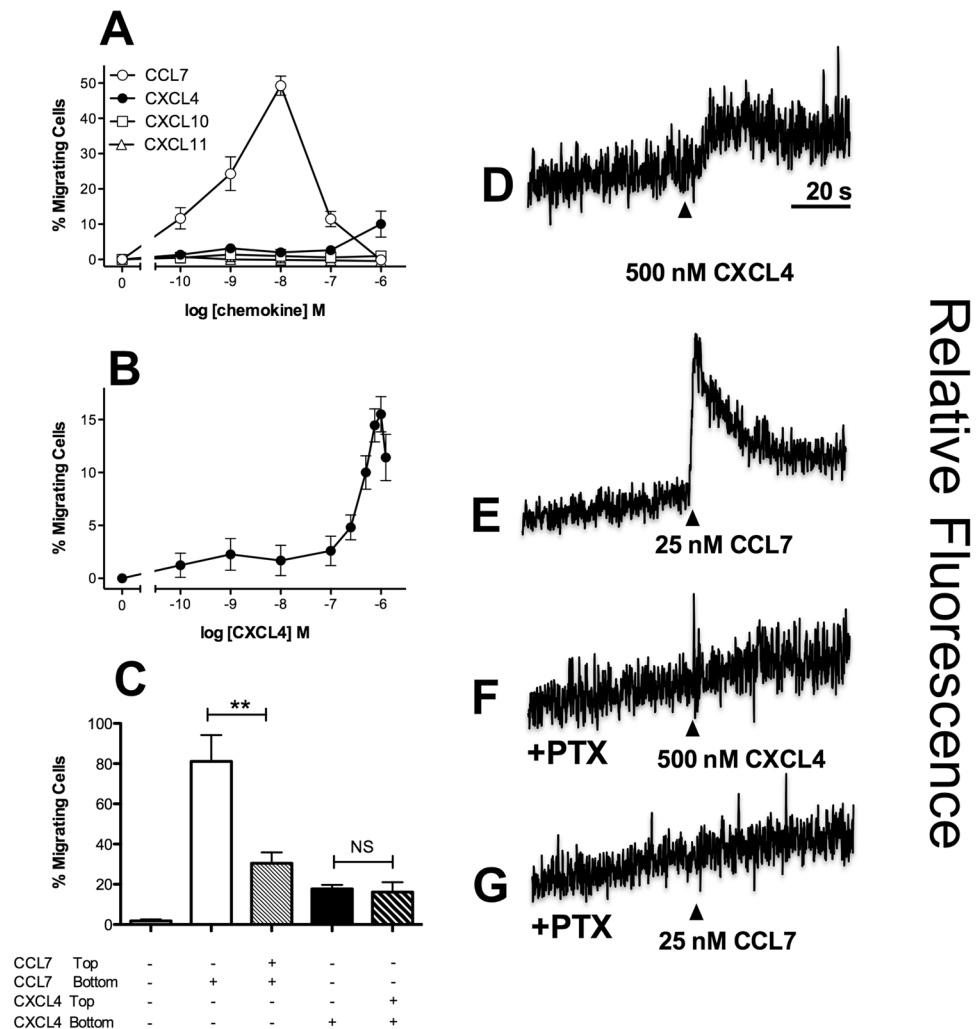 A
CCL7
CXCL4
CXCL10
CXCL11
% Migrating Cells
50
40
30
20
10
0
0 -10 -9 -8 -7 -6
log [chemokine] M
B
% Migrating Cells
15
10
5
0
0 -10 -9 -8 -7 -6
log [CXCL4] M
C
% Migrating Cells
100
80
60
40
20
0
**
NS
CCL7 Top - - + - -
CCL7 Bottom - + + - -
CXCL4 Top - - - - +
CXCL4 Bottom - - - + +
D
20 s
500 nM CXCL4
E
25 nM CCL7
F
+PTX
500 nM CXCL4
G
+PTX
25 nM CCL7
Relative Fluorescence